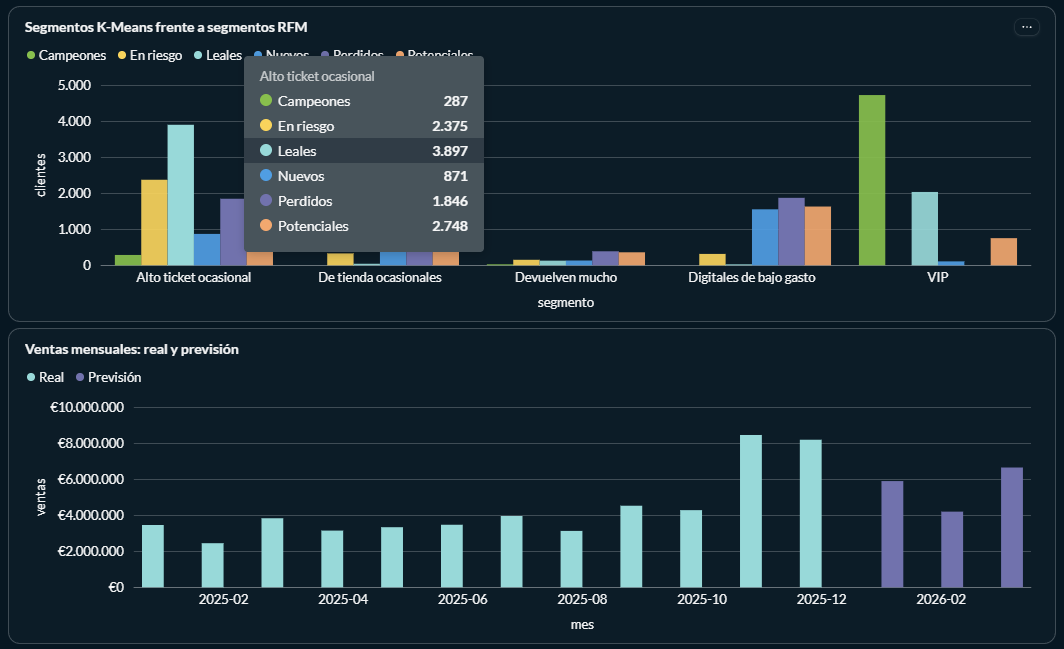 Segmentos K-Means frente a segmentos RFM
...
Campeones En riesgo Leales Nuevos Perdidos Potenciales
Alto ticket ocasional
Campeones 287
En riesgo 2.375
Leales 3.897
Nuevos 871
Perdidos 1.846
Potenciales 2.748
5.000
4.000
3.000
2.000
1.000
0
clientes
Alto ticket ocasional De tienda ocasionales Devuelven mucho Digitales de bajo gasto VIP
segmento
Ventas mensuales: real y previsión
Real Previsión
€10.000.000
€8.000.000
€6.000.000
€4.000.000
€2.000.000
€0
ventas
2025-02 2025-04 2025-06 2025-08 2025-10 2025-12 2026-02
mes